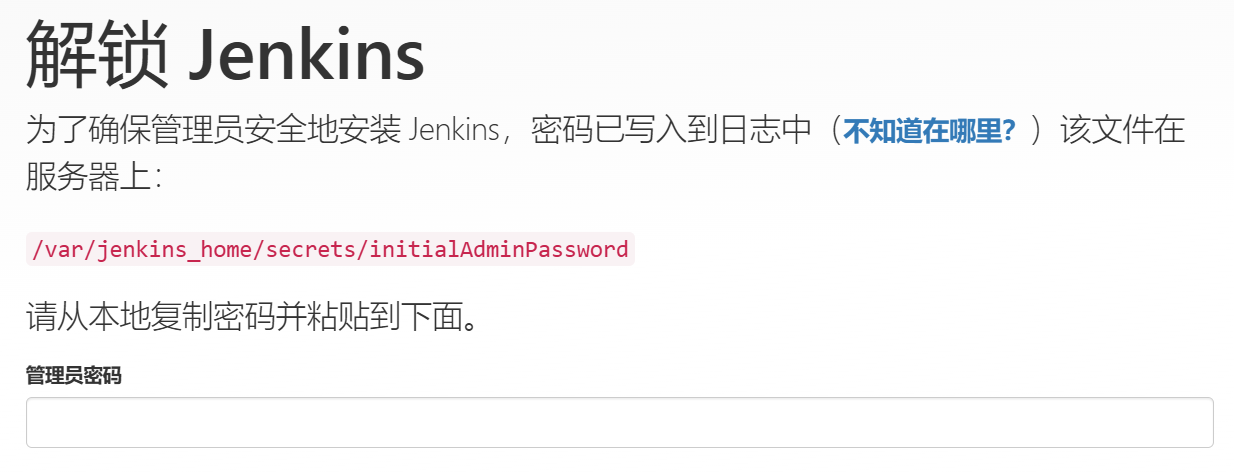 解锁 Jenkins
为了确保管理员安全地安装 Jenkins，密码已写入到日志中（不知道在哪里？）该文件在
服务器上：
/var/jenkins_home/secrets/initialAdminPassword
请从本地复制密码并粘贴到下面。
管理员密码